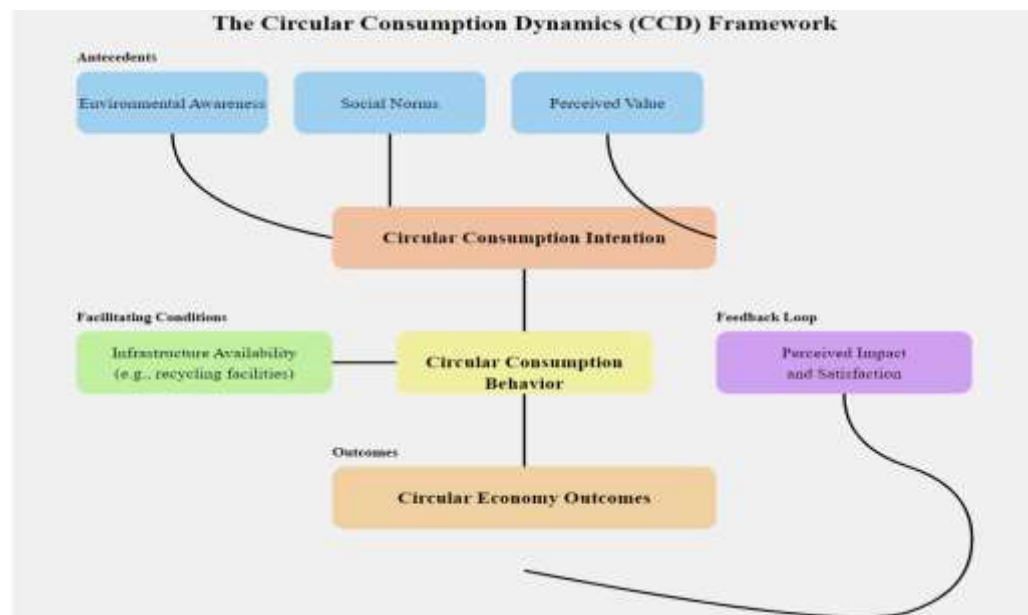 The Circular Consumption Dynamics (CCD) Framework
Antecedents
Environmental Awareness
Social Norms
Perceived Value
Circular Consumption Intention
Facilitating Conditions
Feedback Loop
Infrastructure Availability
(e.g., recycling facilities)
Circular Consumption
Behavior
Perceived Impact
and Satisfaction
Outcomes
Circular Economy Outcomes